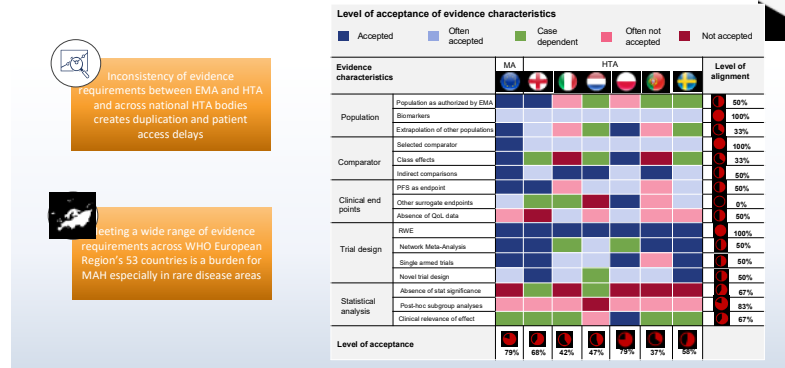 Inconsistency of evidence
requirements between EMA and HTA
and across national HTA bodies
creates duplication and patient
access delays
eeting a wide range of evidence
requirements across WHO European
Region's 53 countries is a burden for
MAH especially in rare disease areas
Level of acceptance of evidence characteristics
Accepted
Often
accepted
Case
dependent
Often not
accepted
Not accepted
Evidence
characteristics
MA
HTA
Level of
alignment
Population
Population as authorized by EMA
50%
Biomarkers
100%
Extrapolation of other populations
33%
Comparator
Selected comparator
100%
Class effects
33%
Indirect comparisons
50%
Clinical end
points
PFS as endpoint
50%
Other surrogate endpoints
0%
Absence of QoL data
50%
Trial design
RWE
100%
Network Meta-Analysis
50%
Single armed trials
50%
Novel trial design
50%
Statistical
analysis
Absence of stat significance
67%
Post-hoc subgroup analyses
83%
Clinical relevance of effect
67%
Level of acceptance
79% 68% 42% 47% 79% 37% 58%